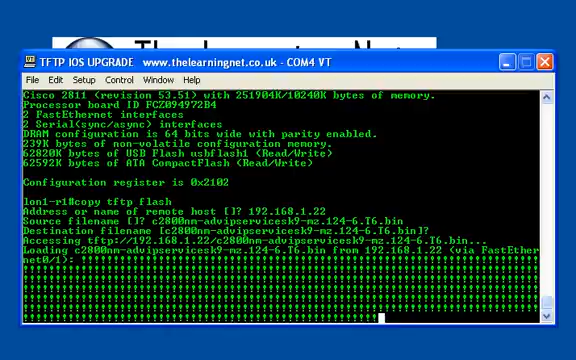 TFTP IOS UPGRADE www.thelearningnet.co.uk - COM4 VT
File Edit Setup Control Window Help
Cisco 2811 (revision 53.51) with 251904K/10240K bytes of memory.
Processor board ID FCZ094972B4
2 FastEthernet interfaces
2 Serial(sync/async) interfaces
DRAM configuration is 64 bits wide with parity enabled.
239K bytes of non-volatile configuration memory.
62820K bytes of USB Flash usbflash1 (Read/Write)
62592K bytes of ATA CompactFlash (Read/Write)
Configuration register is 0x2102
lon1-r1#copy tftp flash
Address or name of remote host []? 192.168.1.22
Source filename []? c2800nm-advipservicesk9-mz.124-6.T6.bin
Destination filename [c2800nm-advipservicesk9-mz.124-6.T6.bin]?
Accessing tftp://192.168.1.22/c2800nm-advipservicesk9-mz.124-6.T6.bin...
Loading c2800nm-advipservicesk9-mz.124-6.T6.bin from 192.168.1.22 (via FastEther
net0/1): !!!!!!!!!!!!!!!!!!!!!!!!!!!!!!!!!!!!!!!!!!!!!!!!!!!!!!!!!!!!!!!!!!!!!!!
!!!!!!!!!!!!!!!!!!!!!!!!!!!!!!!!!!!!!!!!!!!!!!!!!!!!!!!!!!!!!!!!!!!!!!!!!!!!!!!!
!!!!!!!!!!!!!!!!!!!!!!!!!!!!!!!!!!!!!!!!!!!!!!!!!!!!!!!!!!!!!!!!!!!!!!!!!!!!!!!!
!!!!!!!!!!!!!!!!!!!!!!!!!!!!!!!!!!!!!!!!!!!!!!!!!!!!!!!!!!!!!!!!!!!!!!!!!!!!!!!!
!!!!!!!!!!!!!!!!!!!!!!!!!!!!!!!!!!!!!!!!!!!!!!!!!!!!!!!!!!!!!!!!!!!!!!!!!!!!!!!!
!!!!!!!!!!!!!!!!!!!!!!!!!!!!!!!!!!!!!!!!!!!!!!!!!!!!!!!